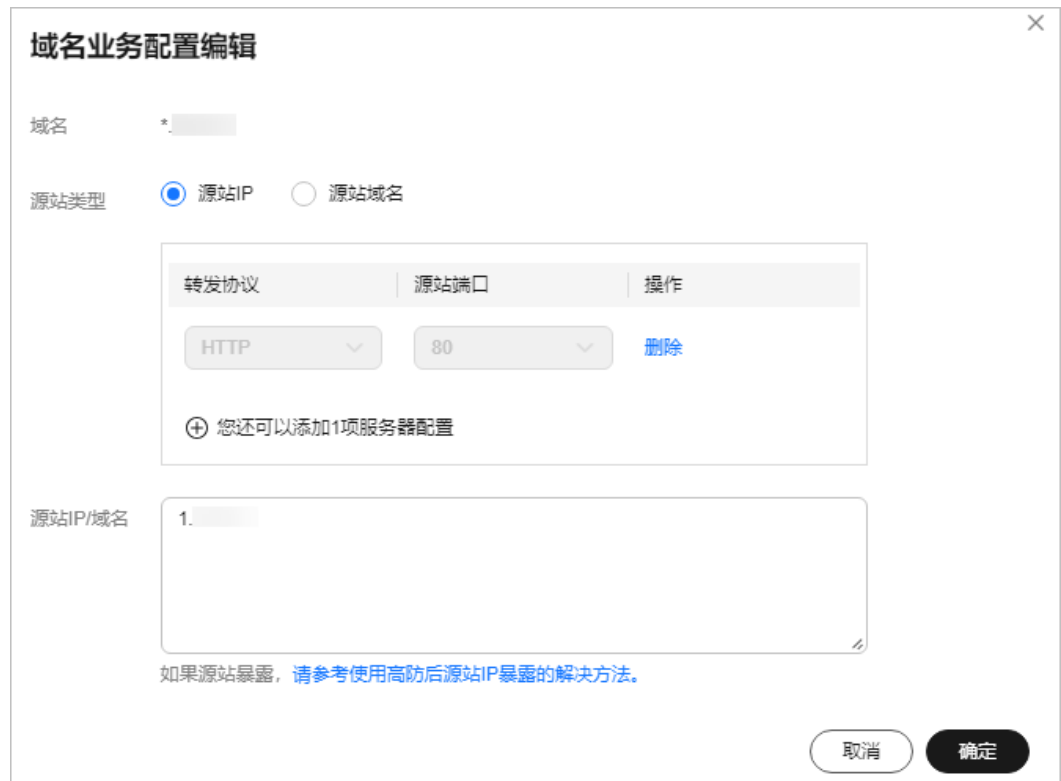 域名业务配置编辑
域名 *.
源站类型 源站IP 源站域名
转发协议 源站端口 操作
HTTP 80 删除
您还可以添加1项服务器配置
源站IP/域名 1.
如果源站暴露，请参考使用高防后源站IP暴露的解决方法。
取消 确定